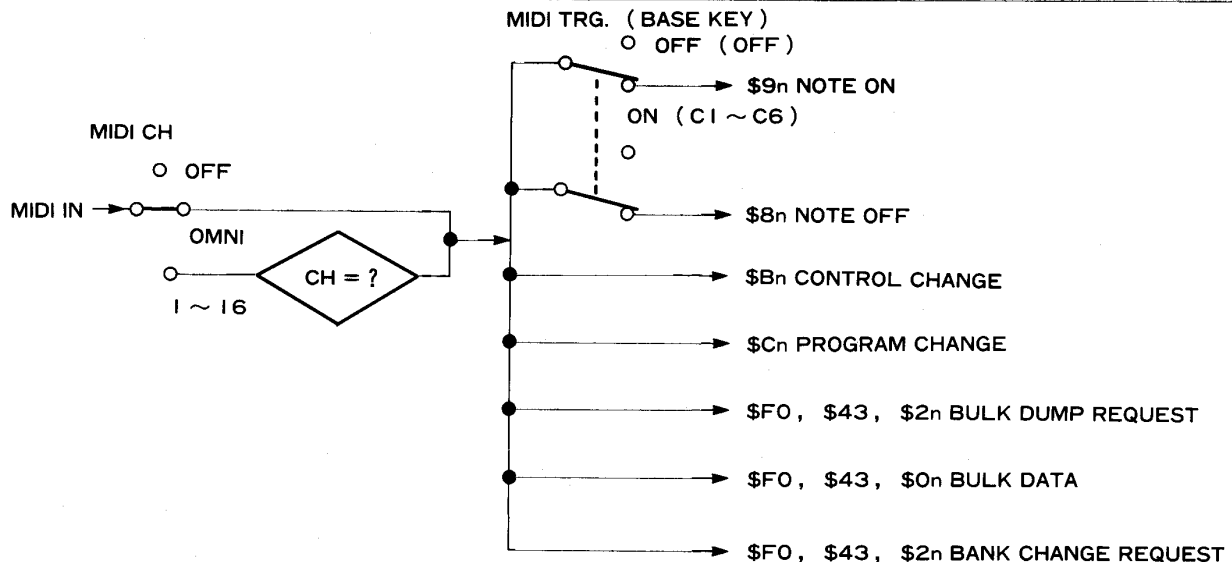 MIDI TRG. (BASE KEY)
OFF (OFF)
$9n NOTE ON
ON (C1 ~ C6)
MIDI CH
OFF
MIDI IN
OMNI
$8n NOTE OFF
CH = ?
1 ~ 16
$Bn CONTROL CHANGE
$Cn PROGRAM CHANGE
$F0, $43, $2n BULK DUMP REQUEST
$F0, $43, $0n BULK DATA
$F0, $43, $2n BANK CHANGE REQUEST